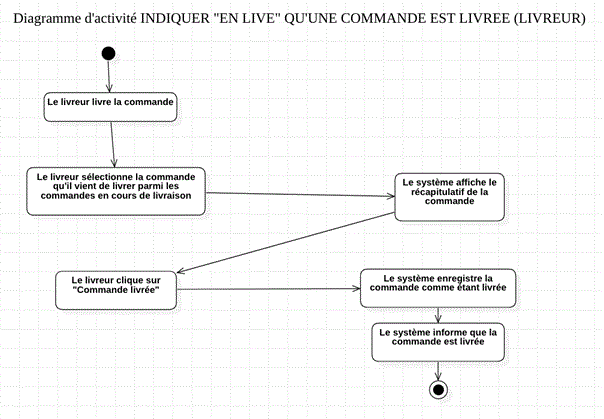 Diagramme d'activité INDIQUER "EN LIVE" QU'UNE COMMANDE EST LIVREE (LIVREUR)
Le livreur livre la commande
Le livreur sélectionne la commande
qu'il vient de livrer parmi les
commandes en cours de livraison
Le système affiche le
récapitulatif de la
commande
Le livreur clique sur
"Commande livrée"
Le système enregistre la
commande comme étant livrée
Le système informe que la
commande est livrée